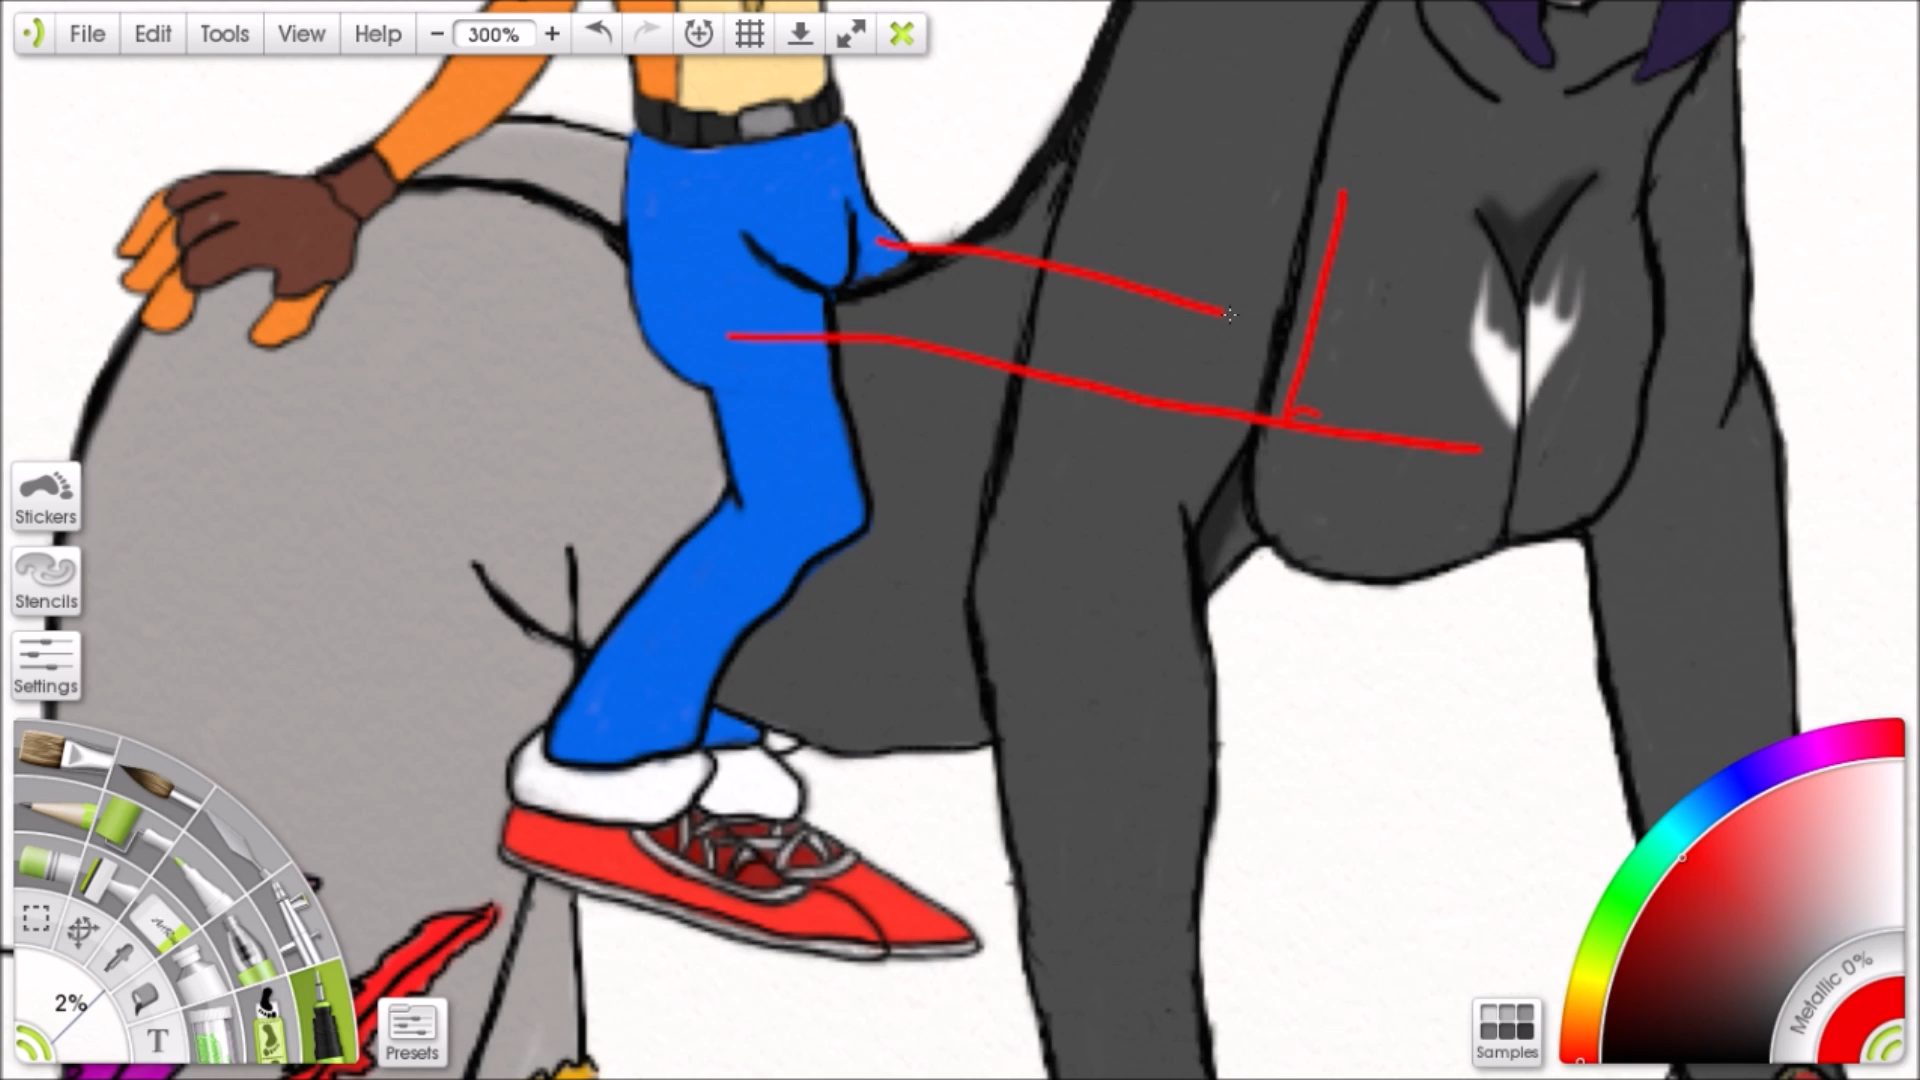 File Edit Tools View Help − 300% +
Stickers
Stencils
Settings
2%
T
Presets
Samples
Metallic 0%